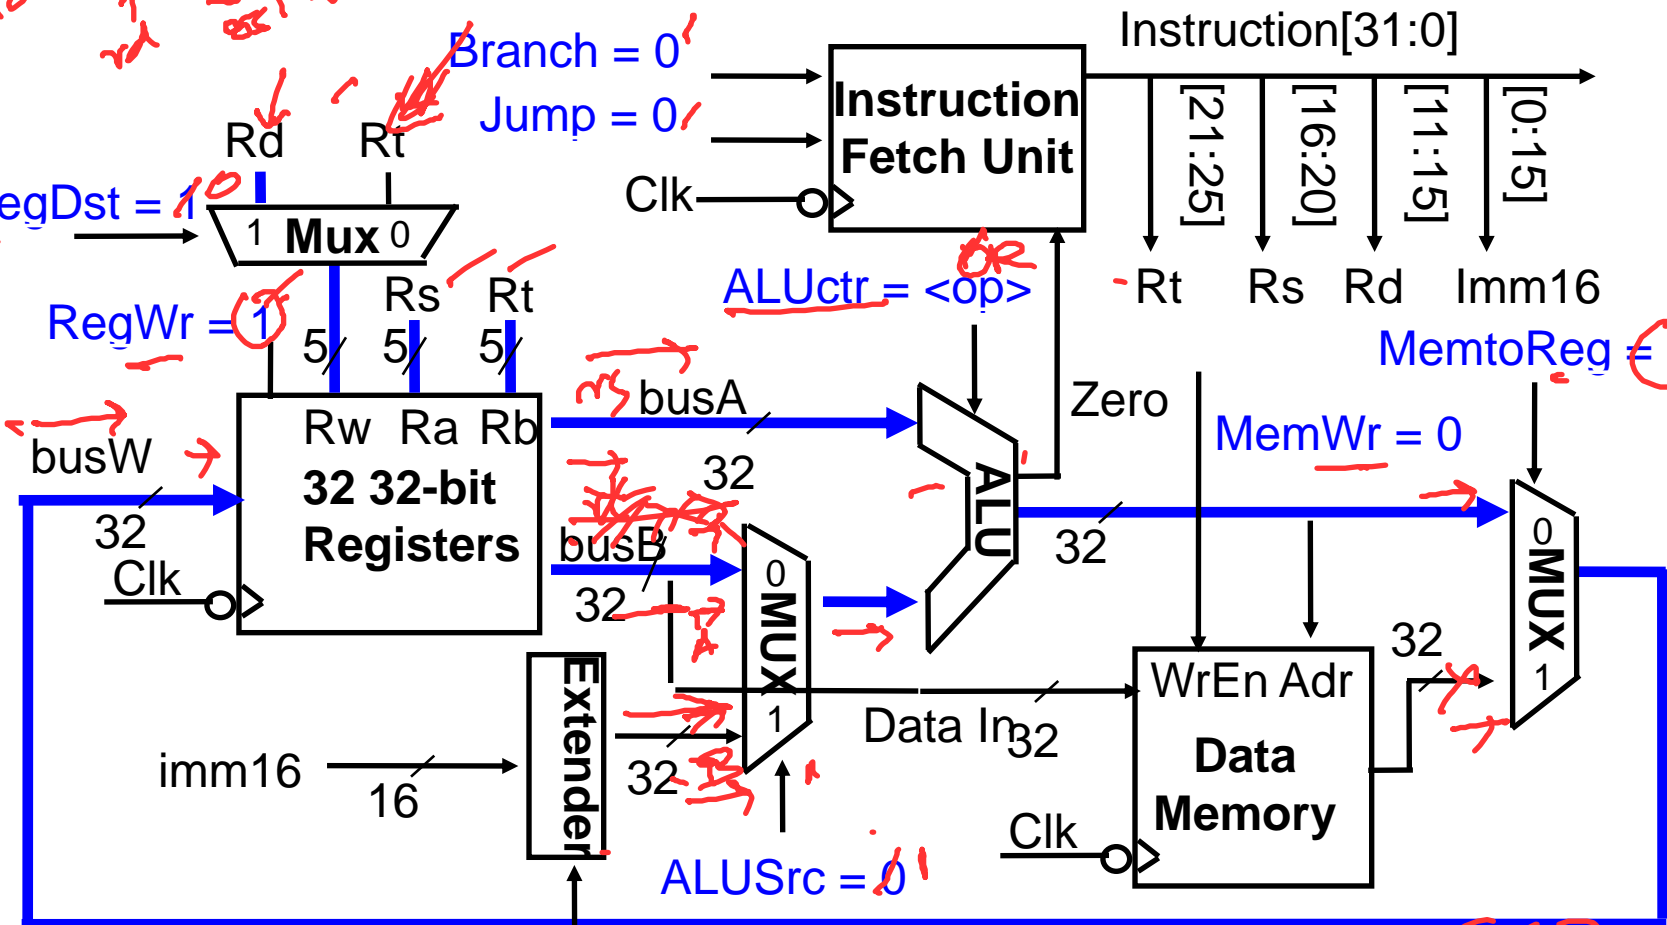 rd
Branch = 0
Jump = 0
Clk
Instruction
Fetch Unit
Instruction[31:0]
[21:25]
[16:20]
[11:15]
[0:15]
Rt
Rs
Rd
Imm16
Rd
Rt
egDst = 1 0
1 Mux 0
RegWr = 1
Rs
Rt
5
5
5
ALUctr = <op>
OR
MemtoReg =
busW
32
Clk
Rw Ra Rb
32 32-bit
Registers
busA
32
busB
32
0
MUX
1
ALU
Zero
32
MemWr = 0
0
MUX
1
imm16
16
Extender
32
Data In
32
ALUSrc = 0 1
WrEn Adr
Data
Memory
Clk
32